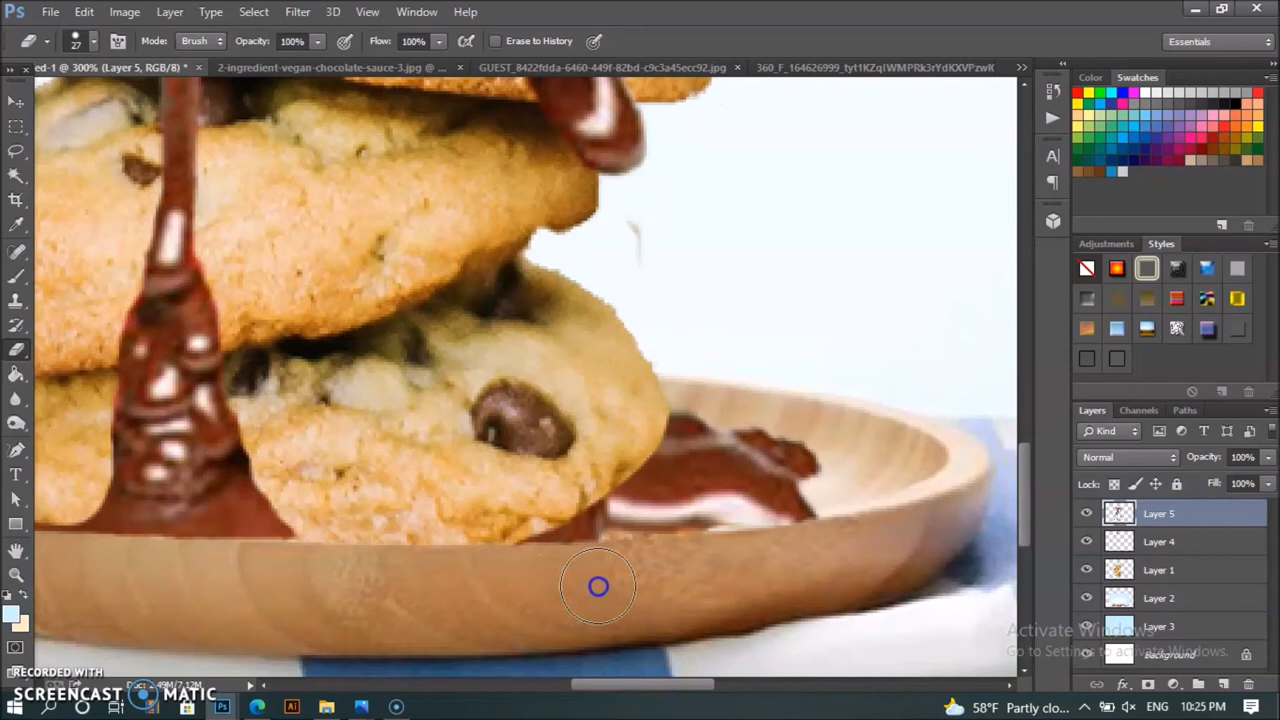 Ps File Edit Image Layer Type Select Filter 3D View Window Help
27 Mode: Brush Opacity: 100% Flow: 100% Erase to History Essentials
ed-1 @ 300% (Layer 5, RGB/8) * × 2-ingredient-vegan-chocolate-sauce-3.jpg @ ... × GUEST_8422fdda-6460-449f-82bd-c9c3a45ecc92.jpg ×
Color Swatches
Adjustments Styles
Layers Channels Paths
Kind
Normal Opacity: 100%
Lock: Fill: 100%
Layer 5
Layer 4
Layer 1
Layer 2
Layer 3
Background
Activate Windows
Go to Settings to activate Windows.
RECORDED WITH
SCREENCAST MATIC
58°F Partly clo... ENG 10:25 PM